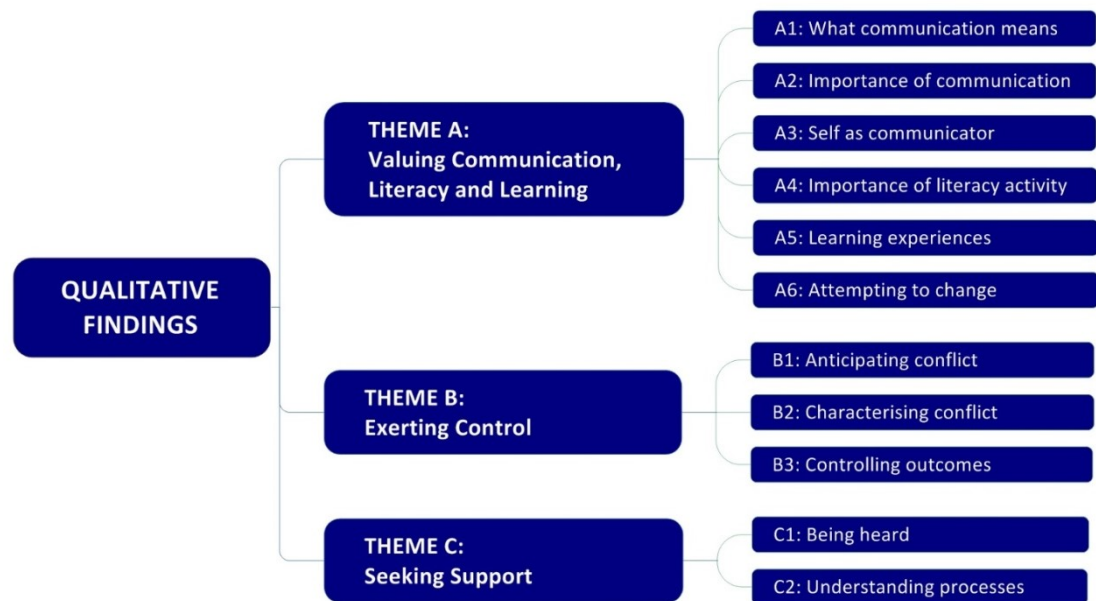 QUALITATIVE
FINDINGS
THEME A:
Valuing Communication,
Literacy and Learning
A1: What communication means
A2: Importance of communication
A3: Self as communicator
A4: Importance of literacy activity
A5: Learning experiences
A6: Attempting to change
THEME B:
Exerting Control
B1: Anticipating conflict
B2: Characterising conflict
B3: Controlling outcomes
THEME C:
Seeking Support
C1: Being heard
C2: Understanding processes